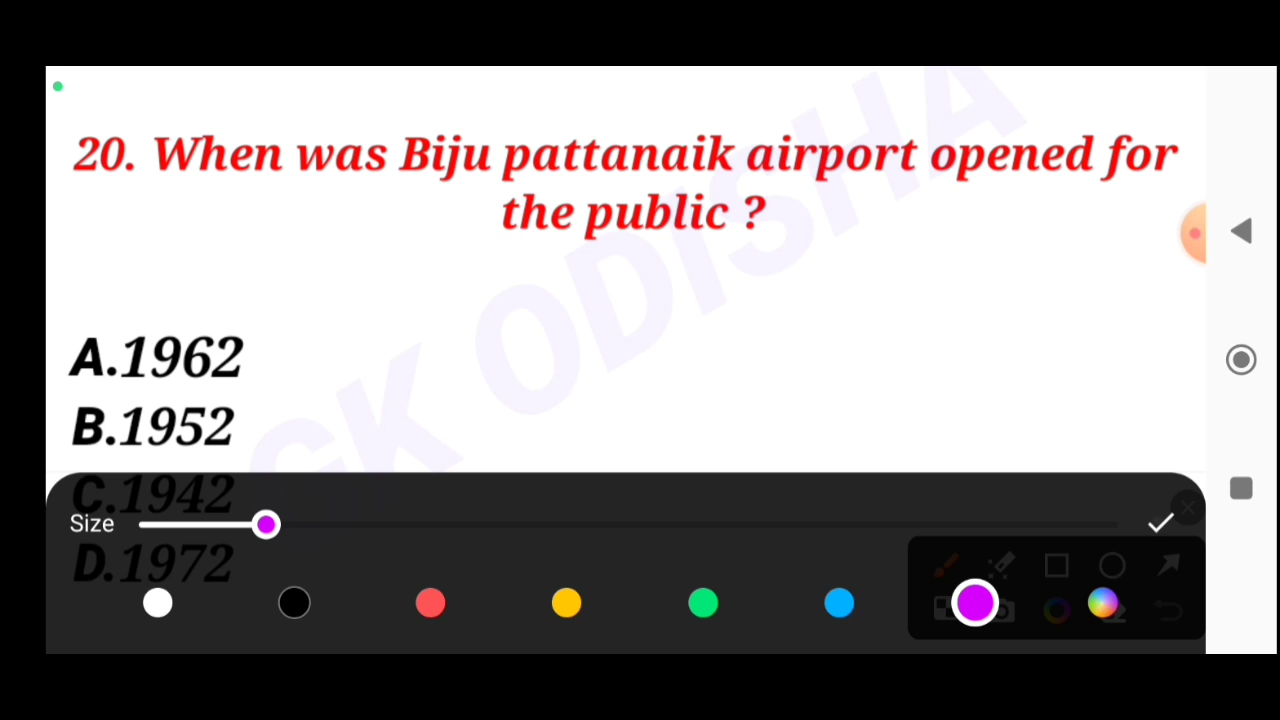 20. When was Biju pattanaik airport opened for
the public ?
GK ODISHA
A.1962
B.1952
C.1942
D.1972
Size